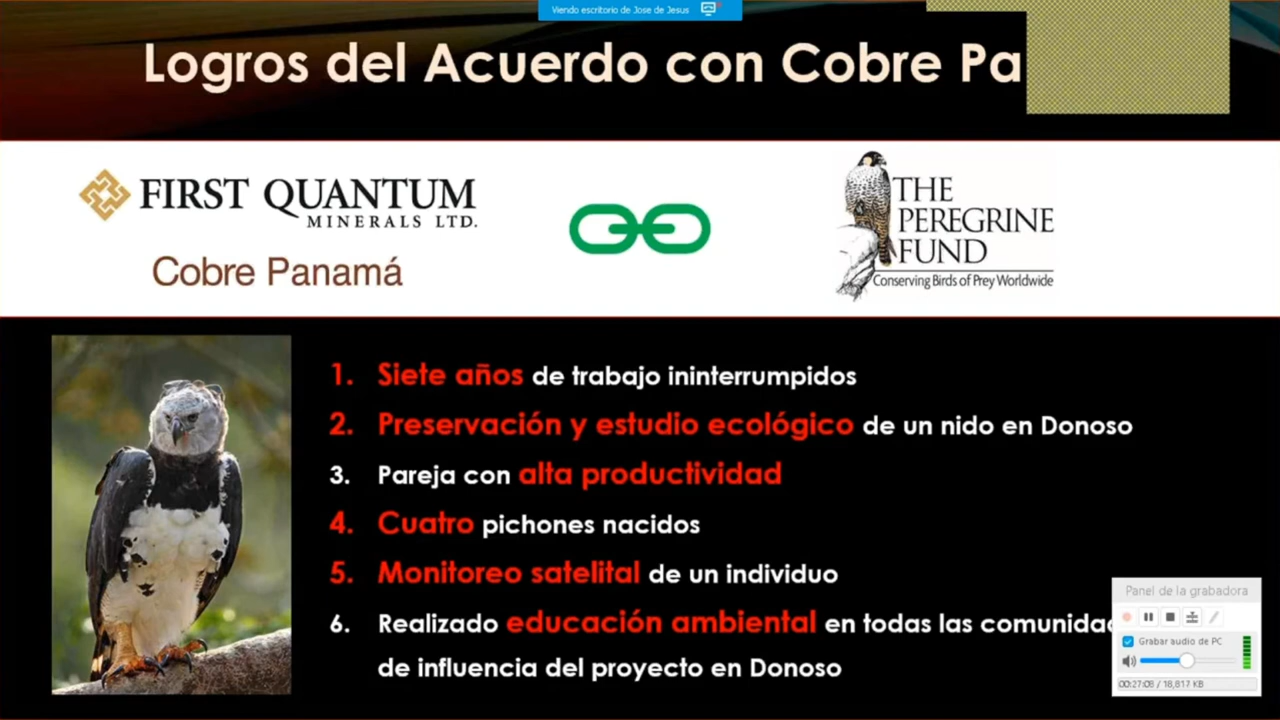 Viendo escritorio de Jose de Jesus
Logros del Acuerdo con Cobre Pa
FIRST QUANTUM
MINERALS LTD.
Cobre Panamá
THE
PEREGRINE
FUND
Conserving Birds of Prey Worldwide
1. Siete años de trabajo ininterrumpidos
2. Preservación y estudio ecológico de un nido en Donoso
3. Pareja con alta productividad
4. Cuatro pichones nacidos
5. Monitoreo satelital de un individuo
6. Realizado educación ambiental en todas las comunidad
de influencia del proyecto en Donoso
Panel de la grabadora
Grabar audio de PC
00:27:08 / 18,817 KB